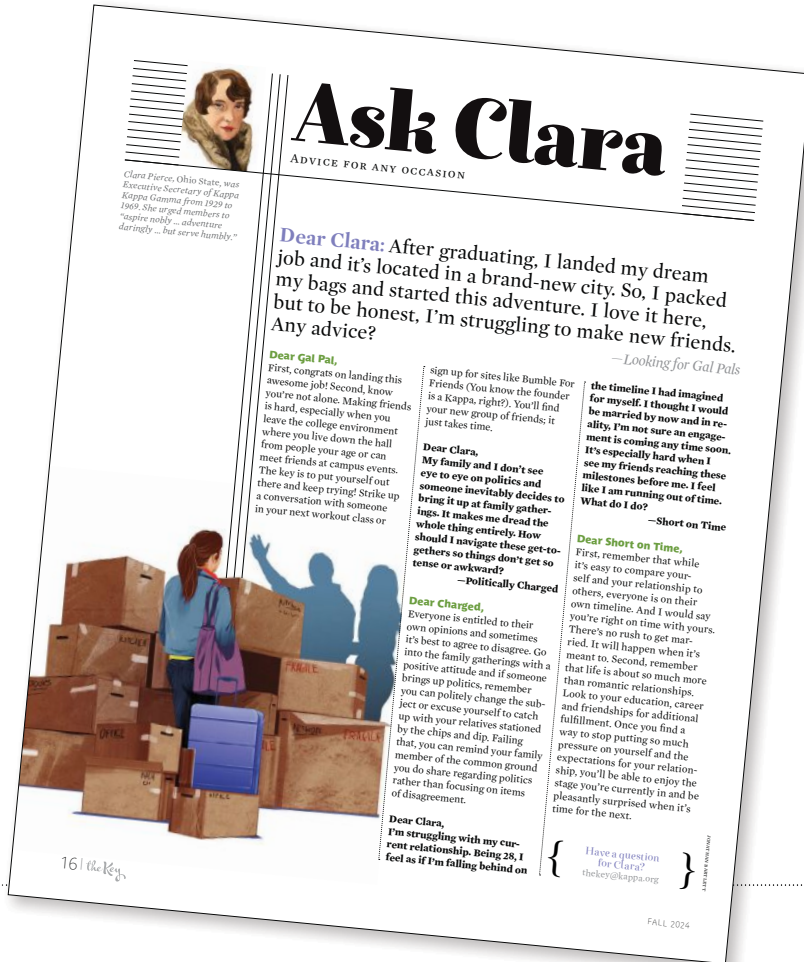 Ask Clara
ADVICE FOR ANY OCCASION
Clara Pierce, Ohio State, was
Executive Secretary of Kappa
Kappa Gamma from 1929 to
1969. She urged members to
“aspire nobly ... adventure
daringly ... but serve humbly.”
Dear Clara: After graduating, I landed my dream
job and it’s located in a brand-new city. So, I packed
my bags and started this adventure. I love it here,
but to be honest, I’m struggling to make new friends.
Any advice?
—Looking for Gal Pals
Dear Gal Pal,
First, congrats on landing this
awesome job! Second, know
you’re not alone. Making friends
is hard, especially when you
leave the college environment
where you live down the hall
from people your age or can
meet friends at campus events.
The key is to put yourself out
there and keep trying! Strike up
a conversation with someone
in your next workout class or
sign up for sites like Bumble For
Friends (You know the founder
is a Kappa, right?). You’ll find
your new group of friends; it
just takes time.
Dear Clara,
My family and I don’t see
eye to eye on politics and
someone inevitably decides to
bring it up at family gather-
ings. It makes me dread the
whole thing entirely. How
should I navigate these get-to-
gethers so things don’t get so
tense or awkward?
—Politically Charged
Dear Charged,
Everyone is entitled to their
own opinions and sometimes
it’s best to agree to disagree. Go
into the family gatherings with a
positive attitude and if someone
brings up politics, remember
you can politely change the sub-
ject or excuse yourself to catch
up with your relatives stationed
by the chips and dip. Failing
that, you can remind your family
member of the common ground
you do share regarding politics
rather than focusing on items
of disagreement.
Dear Clara,
I’m struggling with my cur-
rent relationship. Being 28, I
feel as if I’m falling behind on
the timeline I had imagined
for myself. I thought I would
be married by now and in re-
ality, I’m not sure an engage-
ment is coming any time soon.
It’s especially hard when I
see my friends reaching these
milestones before me. I feel
like I am running out of time.
What do I do?
—Short on Time
Dear Short on Time,
First, remember that while
it’s easy to compare your-
self and your relationship to
others, everyone is on their
own timeline. And I would say
you’re right on time with yours.
There’s no rush to get mar-
ried. It will happen when it’s
meant to. Second, remember
that life is about so much more
than romantic relationships.
Look to your education, career
and friendships for additional
fulfillment. Once you find a
way to stop putting so much
pressure on yourself and the
expectations for your relation-
ship, you’ll be able to enjoy the
stage you’re currently in and be
pleasantly surprised when it’s
time for the next.
{ Have a question
for Clara?
thekey@kappa.org }
KITCHEN
KITCHEN
FRAGILE
OFFICE
FRAGILE
OFFICE
16 | the Key
FALL 2024